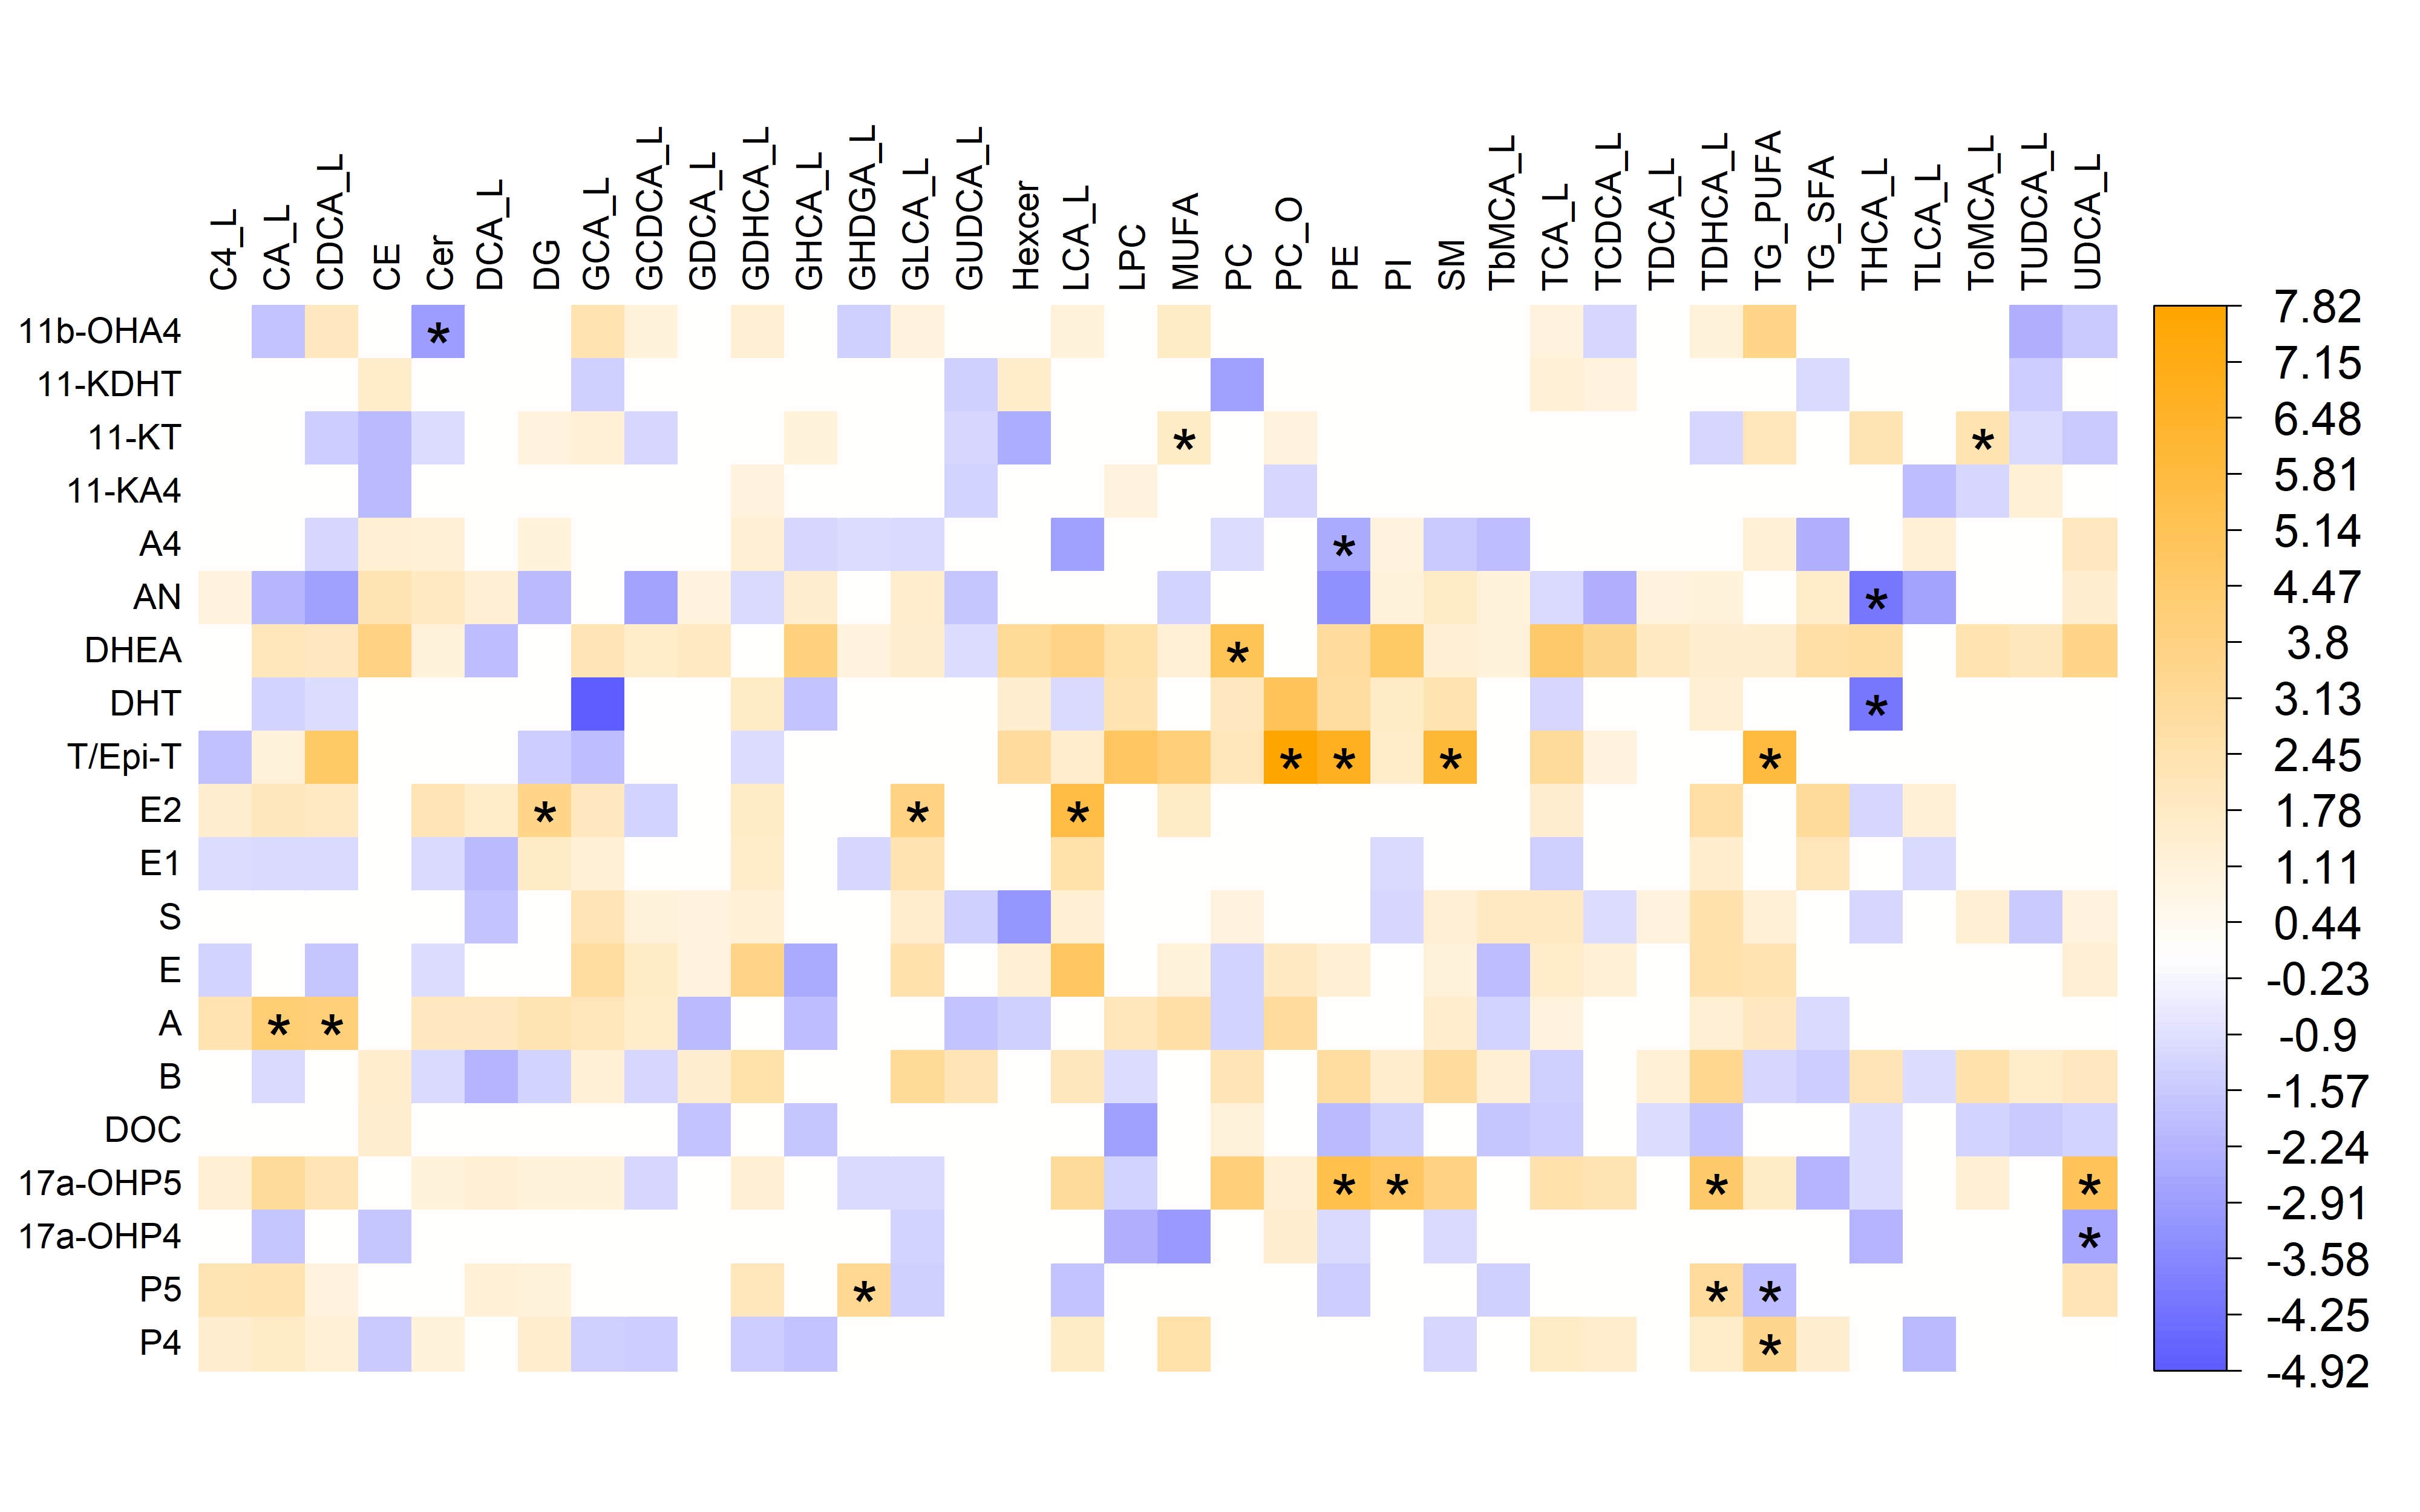 C4_L
CA_L
CDCA_L
CE
Cer
DCA_L
DG
GCA_L
GCDCA_L
GDCA_L
GDHCA_L
GHCA_L
GHDGA_L
GLCA_L
GUDCA_L
Hexcer
LCA_L
LPC
MUFA
PC
PC_O
PE
PI
SM
TbMCA_L
TCA_L
TCDCA_L
TDCA_L
TDHCA_L
TG_PUFA
TG_SFA
THCA_L
TLCA_L
ToMCA_L
TUDCA_L
UDCA_L
11b-OHA4
*
11-KDHT
11-KT
* *
11-KA4
A4
*
AN
*
DHEA
*
DHT
*
T/Epi-T
* * * *
E2
* * *
E1
S
E
A
* *
B
DOC
17a-OHP5
* * * *
17a-OHP4
*
P5
* * *
P4
*
7.82
7.15
6.48
5.81
5.14
4.47
3.8
3.13
2.45
1.78
1.11
0.44
-0.23
-0.9
-1.57
-2.24
-2.91
-3.58
-4.25
-4.92